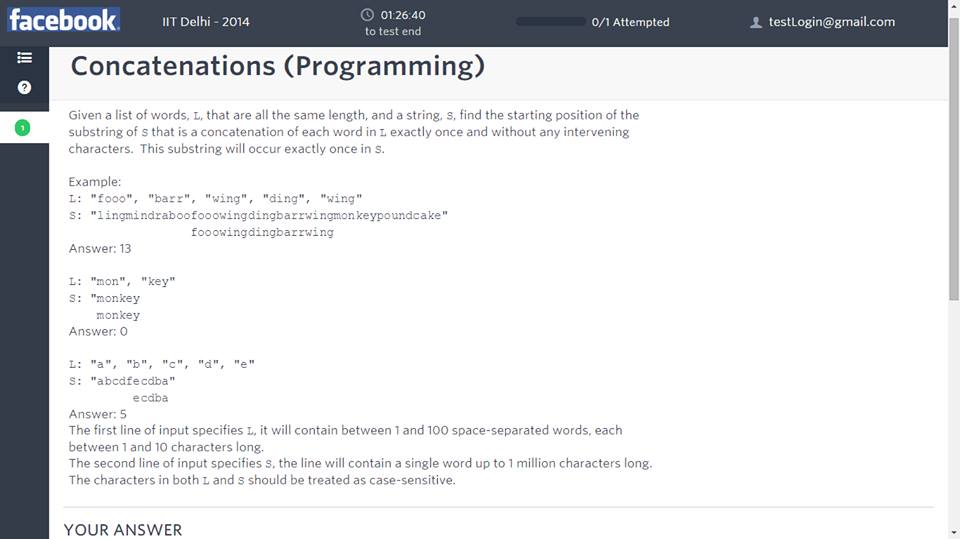 facebook IIT Delhi - 2014 01:26:40 0/1 Attempted testLogin@gmail.com
to test end
Concatenations (Programming)
?
1
Given a list of words, L, that are all the same length, and a string, S, find the starting position of the
substring of S that is a concatenation of each word in L exactly once and without any intervening
characters. This substring will occur exactly once in S.
Example:
L: "fooo", "barr", "wing", "ding", "wing"
S: "lingmindraboofooowingdingbarrwingmonkeypoundcake"
fooowingdingbarrwing
Answer: 13
L: "mon", "key"
S: "monkey
monkey
Answer: 0
L: "a", "b", "c", "d", "e"
S: "abcdfecdba"
ecdba
Answer: 5
The first line of input specifies L, it will contain between 1 and 100 space-separated words, each
between 1 and 10 characters long.
The second line of input specifies S, the line will contain a single word up to 1 million characters long.
The characters in both L and S should be treated as case-sensitive.
YOUR ANSWER